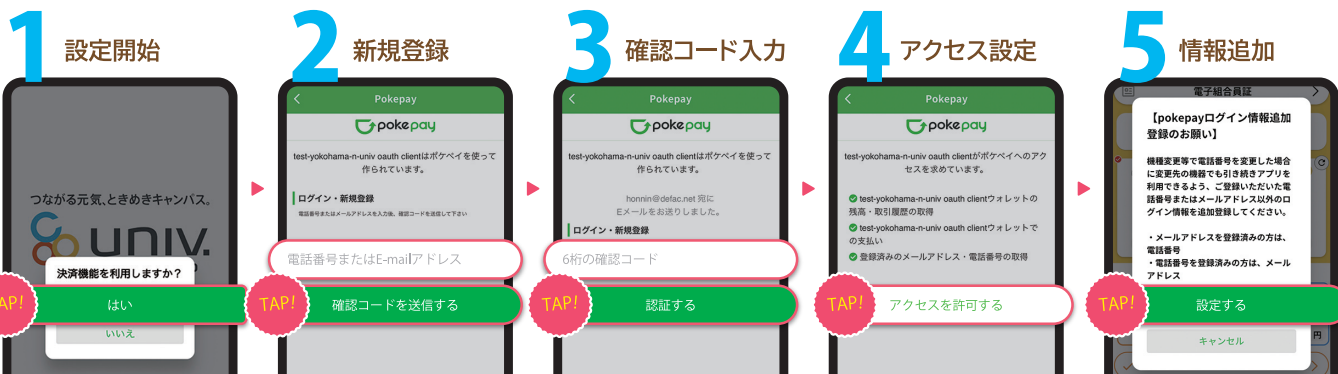 1 設定開始
つながる元気、ときめきキャンパス。
univ.
決済機能を利用しますか？
TAP!
はい
いいえ
2 新規登録
Pokepay
pokepay
test-yokohama-n-univ oauth clientはポケペイを使って
作られています。
ログイン・新規登録
電話番号またはメールアドレスを入力後、確認コードを送信して下さい
電話番号またはE-mailアドレス
TAP!
確認コードを送信する
3 確認コード入力
Pokepay
pokepay
test-yokohama-n-univ oauth clientはポケペイを使って
作られています。
honnin@defac.net 宛に
Eメールをお送りしました。
ログイン・新規登録
6桁の確認コード
TAP!
認証する
4 アクセス設定
Pokepay
pokepay
test-yokohama-n-univ oauth clientがポケペイへのアク
セスを求めています。
test-yokohama-n-univ oauth clientウォレットの
残高・取引履歴の取得
test-yokohama-n-univ oauth clientウォレットで
の支払い
登録済みのメールアドレス・電話番号の取得
TAP!
アクセスを許可する
5 情報追加
電子組合員証
【pokepayログイン情報追加
登録のお願い】
機種変更等で電話番号を変更した場合
に変更先の機器でも引き続きアプリを
利用できるよう、ご登録いただいた電
話番号またはメールアドレス以外のロ
グイン情報を追加登録してください。
・メールアドレスを登録済みの方は、
電話番号
・電話番号を登録済みの方は、メール
アドレス
TAP!
設定する
キャンセル
円